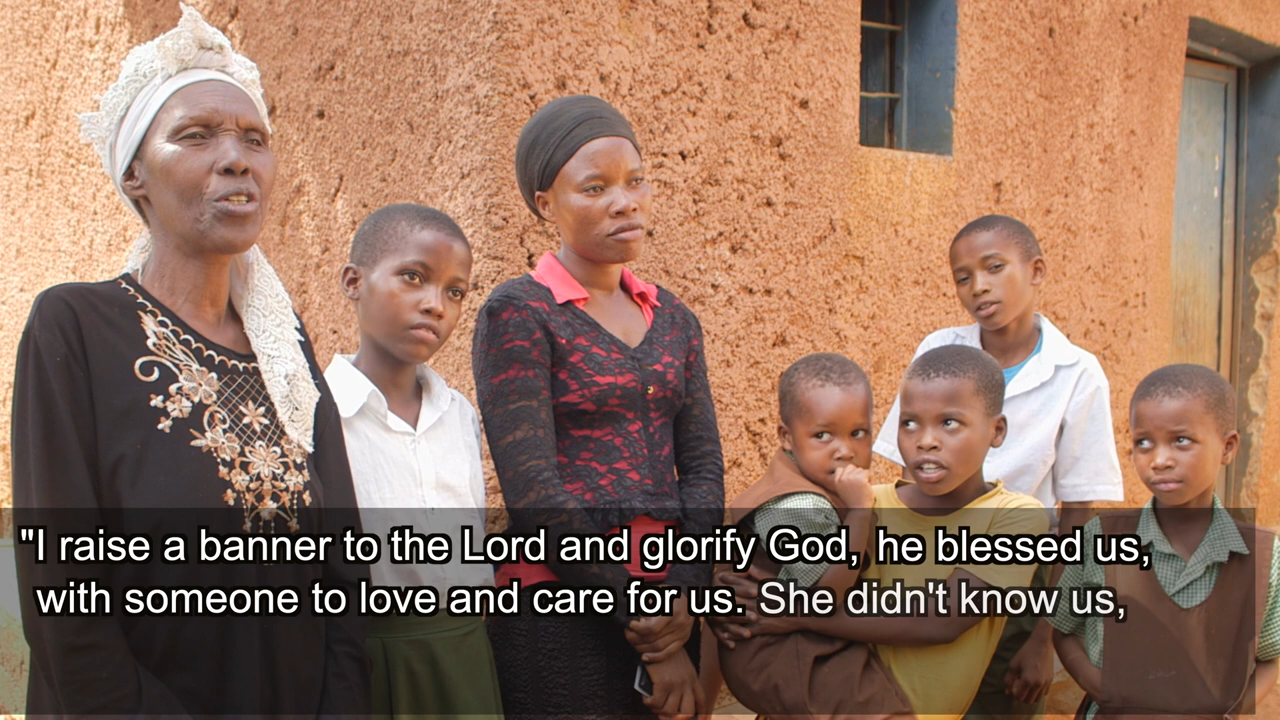 "I raise a banner to the Lord and glorify God, he blessed us,
with someone to love and care for us. She didn't know us,